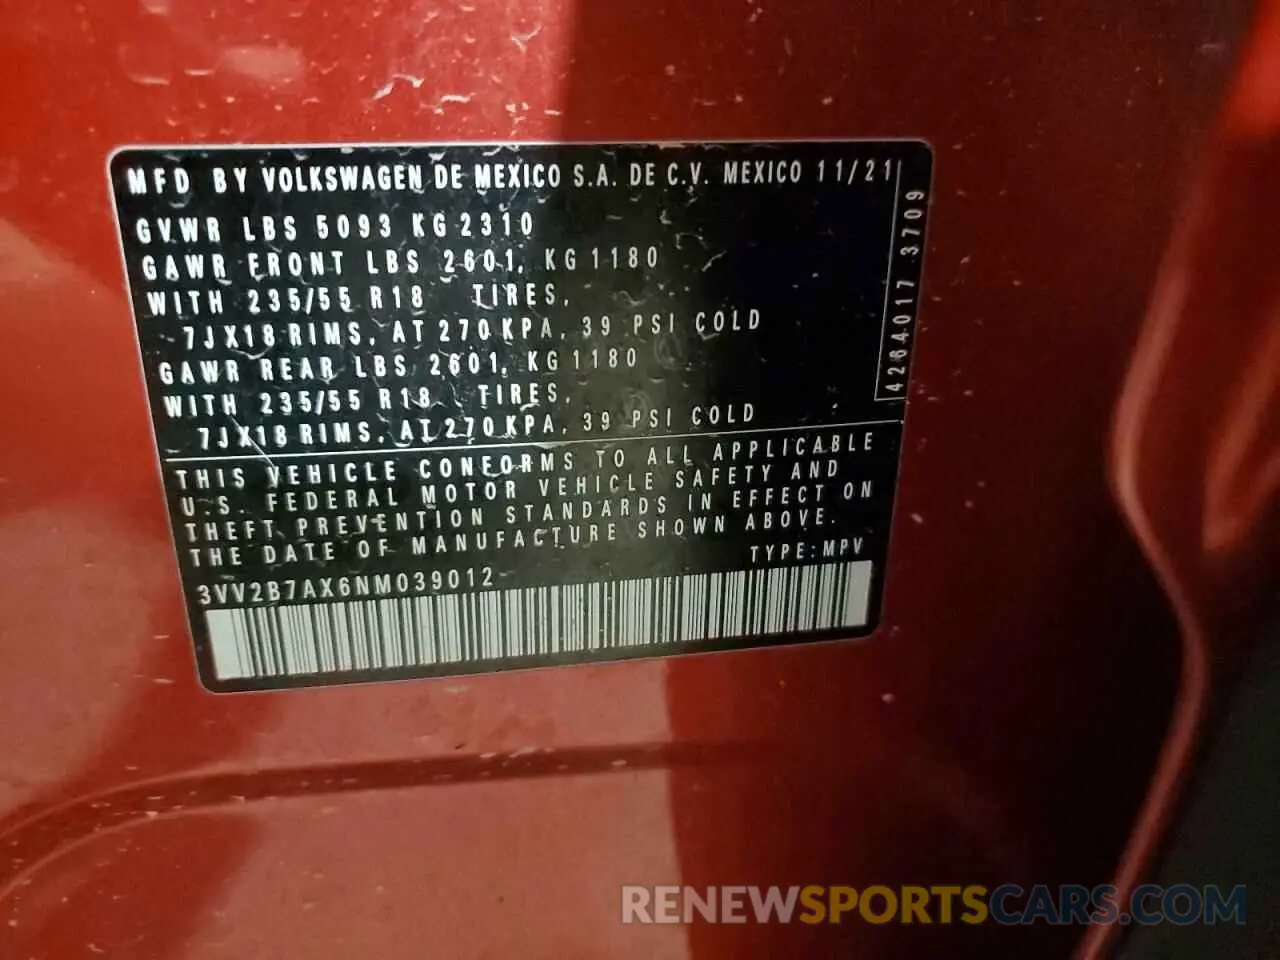 MFD BY VOLKSWAGEN DE MEXICO S.A. DE C.V. MEXICO 11/21
GVWR LBS 5093 KG 2310
GAWR FRONT LBS 2601, KG 1180
WITH 235/55 R18 TIRES,
7JX18 RIMS, AT 270 KPA, 39 PSI COLD
GAWR REAR LBS 2601, KG 1180
WITH 235/55 R18 TIRES,
7JX18 RIMS, AT 270 KPA, 39 PSI COLD
4264017 3709
THIS VEHICLE CONFORMS TO ALL APPLICABLE
U.S. FEDERAL MOTOR VEHICLE SAFETY AND
THEFT PREVENTION STANDARDS IN EFFECT ON
THE DATE OF MANUFACTURE SHOWN ABOVE.
TYPE: MPV
3VV2B7AX6NM039012
RENEWSPORTSCARS.COM